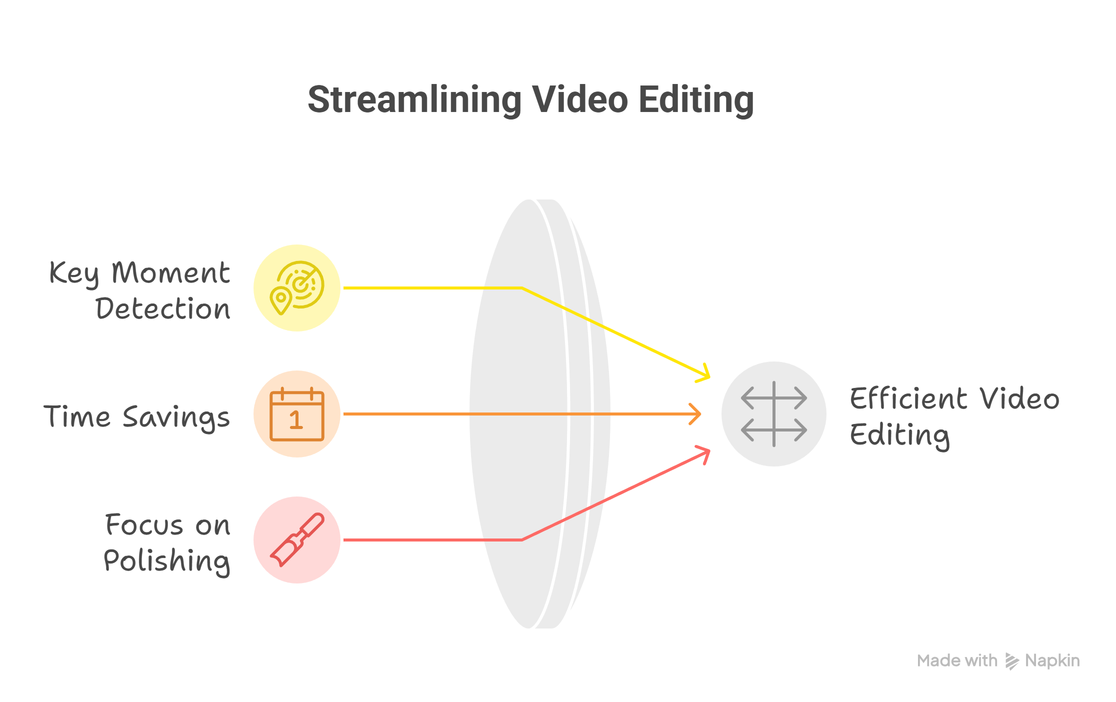 Streamlining Video Editing
Key Moment
Detection
Time Savings
1
Focus on
Polishing
Efficient Video
Editing
Made with Napkin